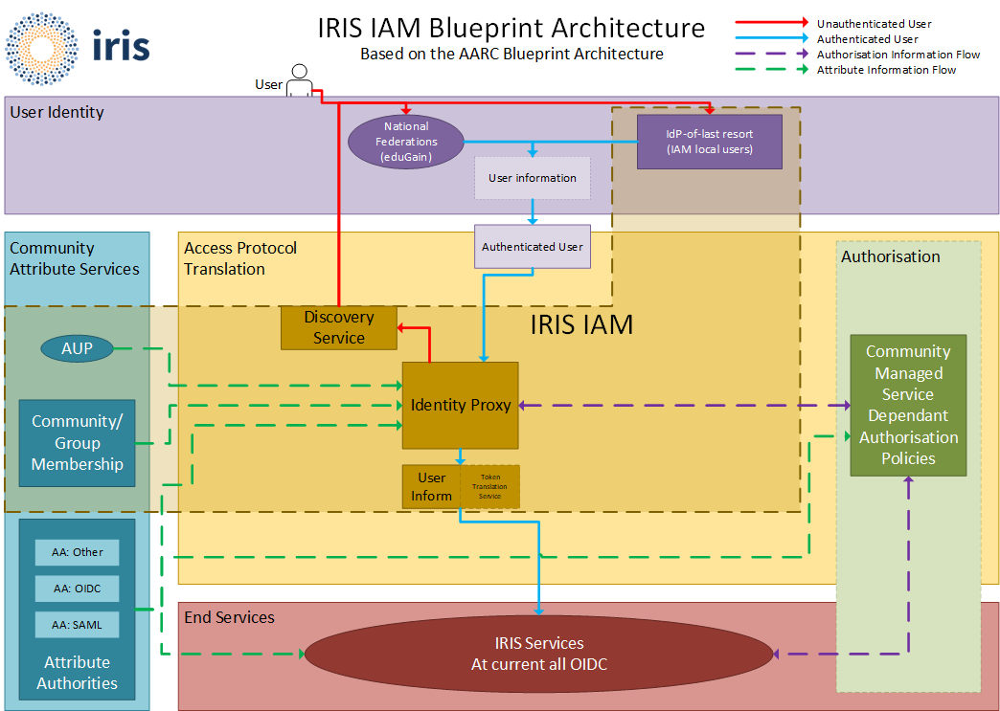 iris
IRIS IAM Blueprint Architecture
Based on the AARC Blueprint Architecture
Unauthenticated User
Authenticated User
Authorisation Information Flow
Attribute Information Flow
User
User Identity
National
Federations
(eduGain)
IdP-of-last resort
(IAM local users)
User information
Community
Attribute Services
Access Protocol
Translation
Authenticated User
Authorisation
Discovery
Service
IRIS IAM
AUP
Community/
Group
Membership
Identity Proxy
Community
Managed
Service
Dependant
Authorisation
Policies
User
Inform
Token
Translation
Service
AA: Other
AA: OIDC
AA: SAML
Attribute
Authorities
End Services
IRIS Services
At current all OIDC